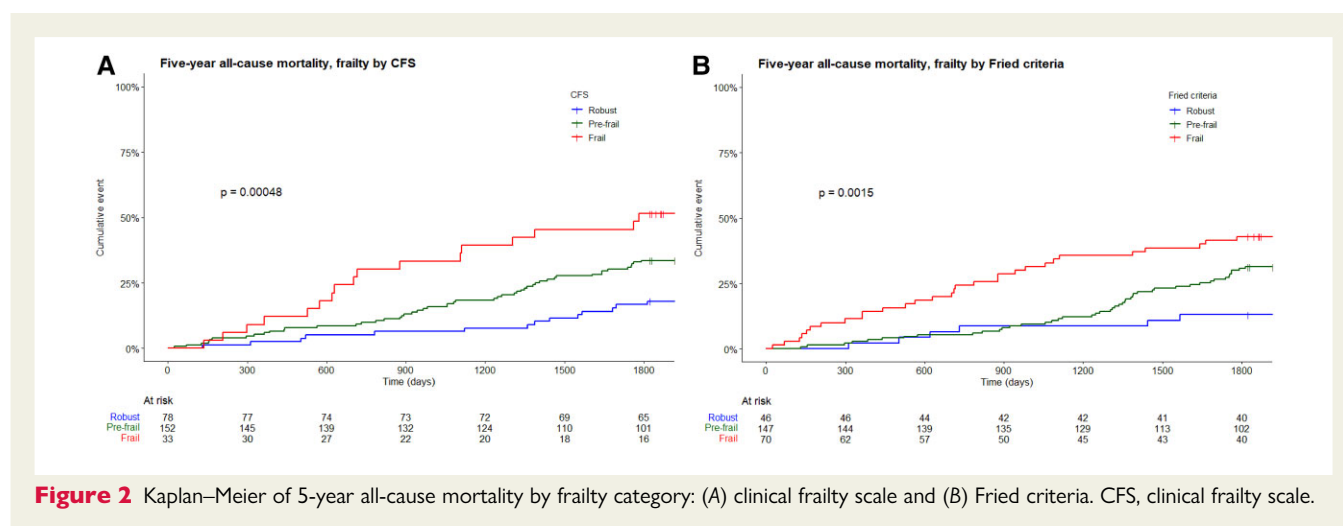 A
Five-year all-cause mortality, frailty by CFS
100%
75%
50%
25%
0%
Cumulative event
CFS
Robust
Pre-frail
Frail
p = 0.00048
0 300 600 900 1200 1500 1800
Time (days)
At risk
Robust 78 77 74 73 72 69 65
Pre-frail 152 145 139 132 124 110 101
Frail 33 30 27 22 20 18 16
B
Five-year all-cause mortality, frailty by Fried criteria
100%
75%
50%
25%
0%
Cumulative event
Fried criteria
Robust
Pre-frail
Frail
p = 0.0015
0 300 600 900 1200 1500 1800
Time (days)
At risk
Robust 46 46 44 42 42 41 40
Pre-frail 147 144 139 135 129 113 102
Frail 70 62 57 50 45 43 40
Figure 2 Kaplan–Meier of 5-year all-cause mortality by frailty category: (A) clinical frailty scale and (B) Fried criteria. CFS, clinical frailty scale.